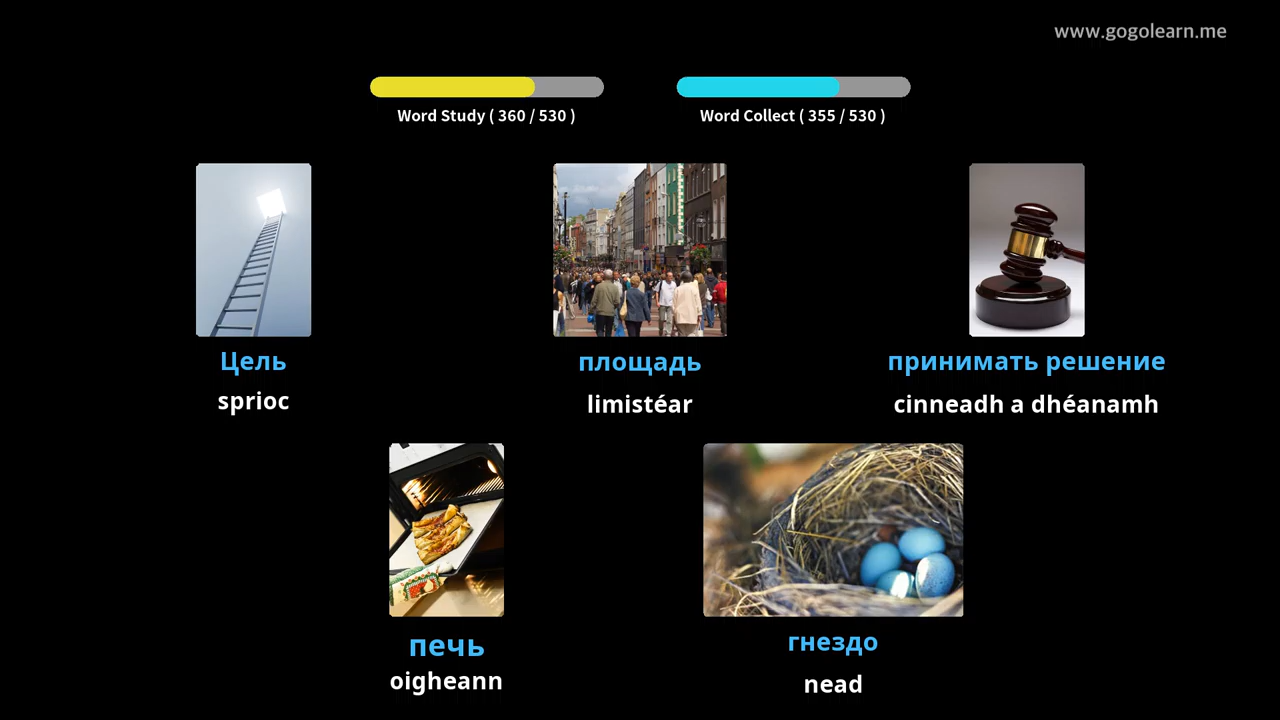 www.gogolearn.me
Word Study ( 360 / 530 )
Word Collect ( 355 / 530 )
Цель
площадь
принимать решение
sprioc
limistéar
cinneadh a dhéanamh
печь
гнездо
oigheann
nead